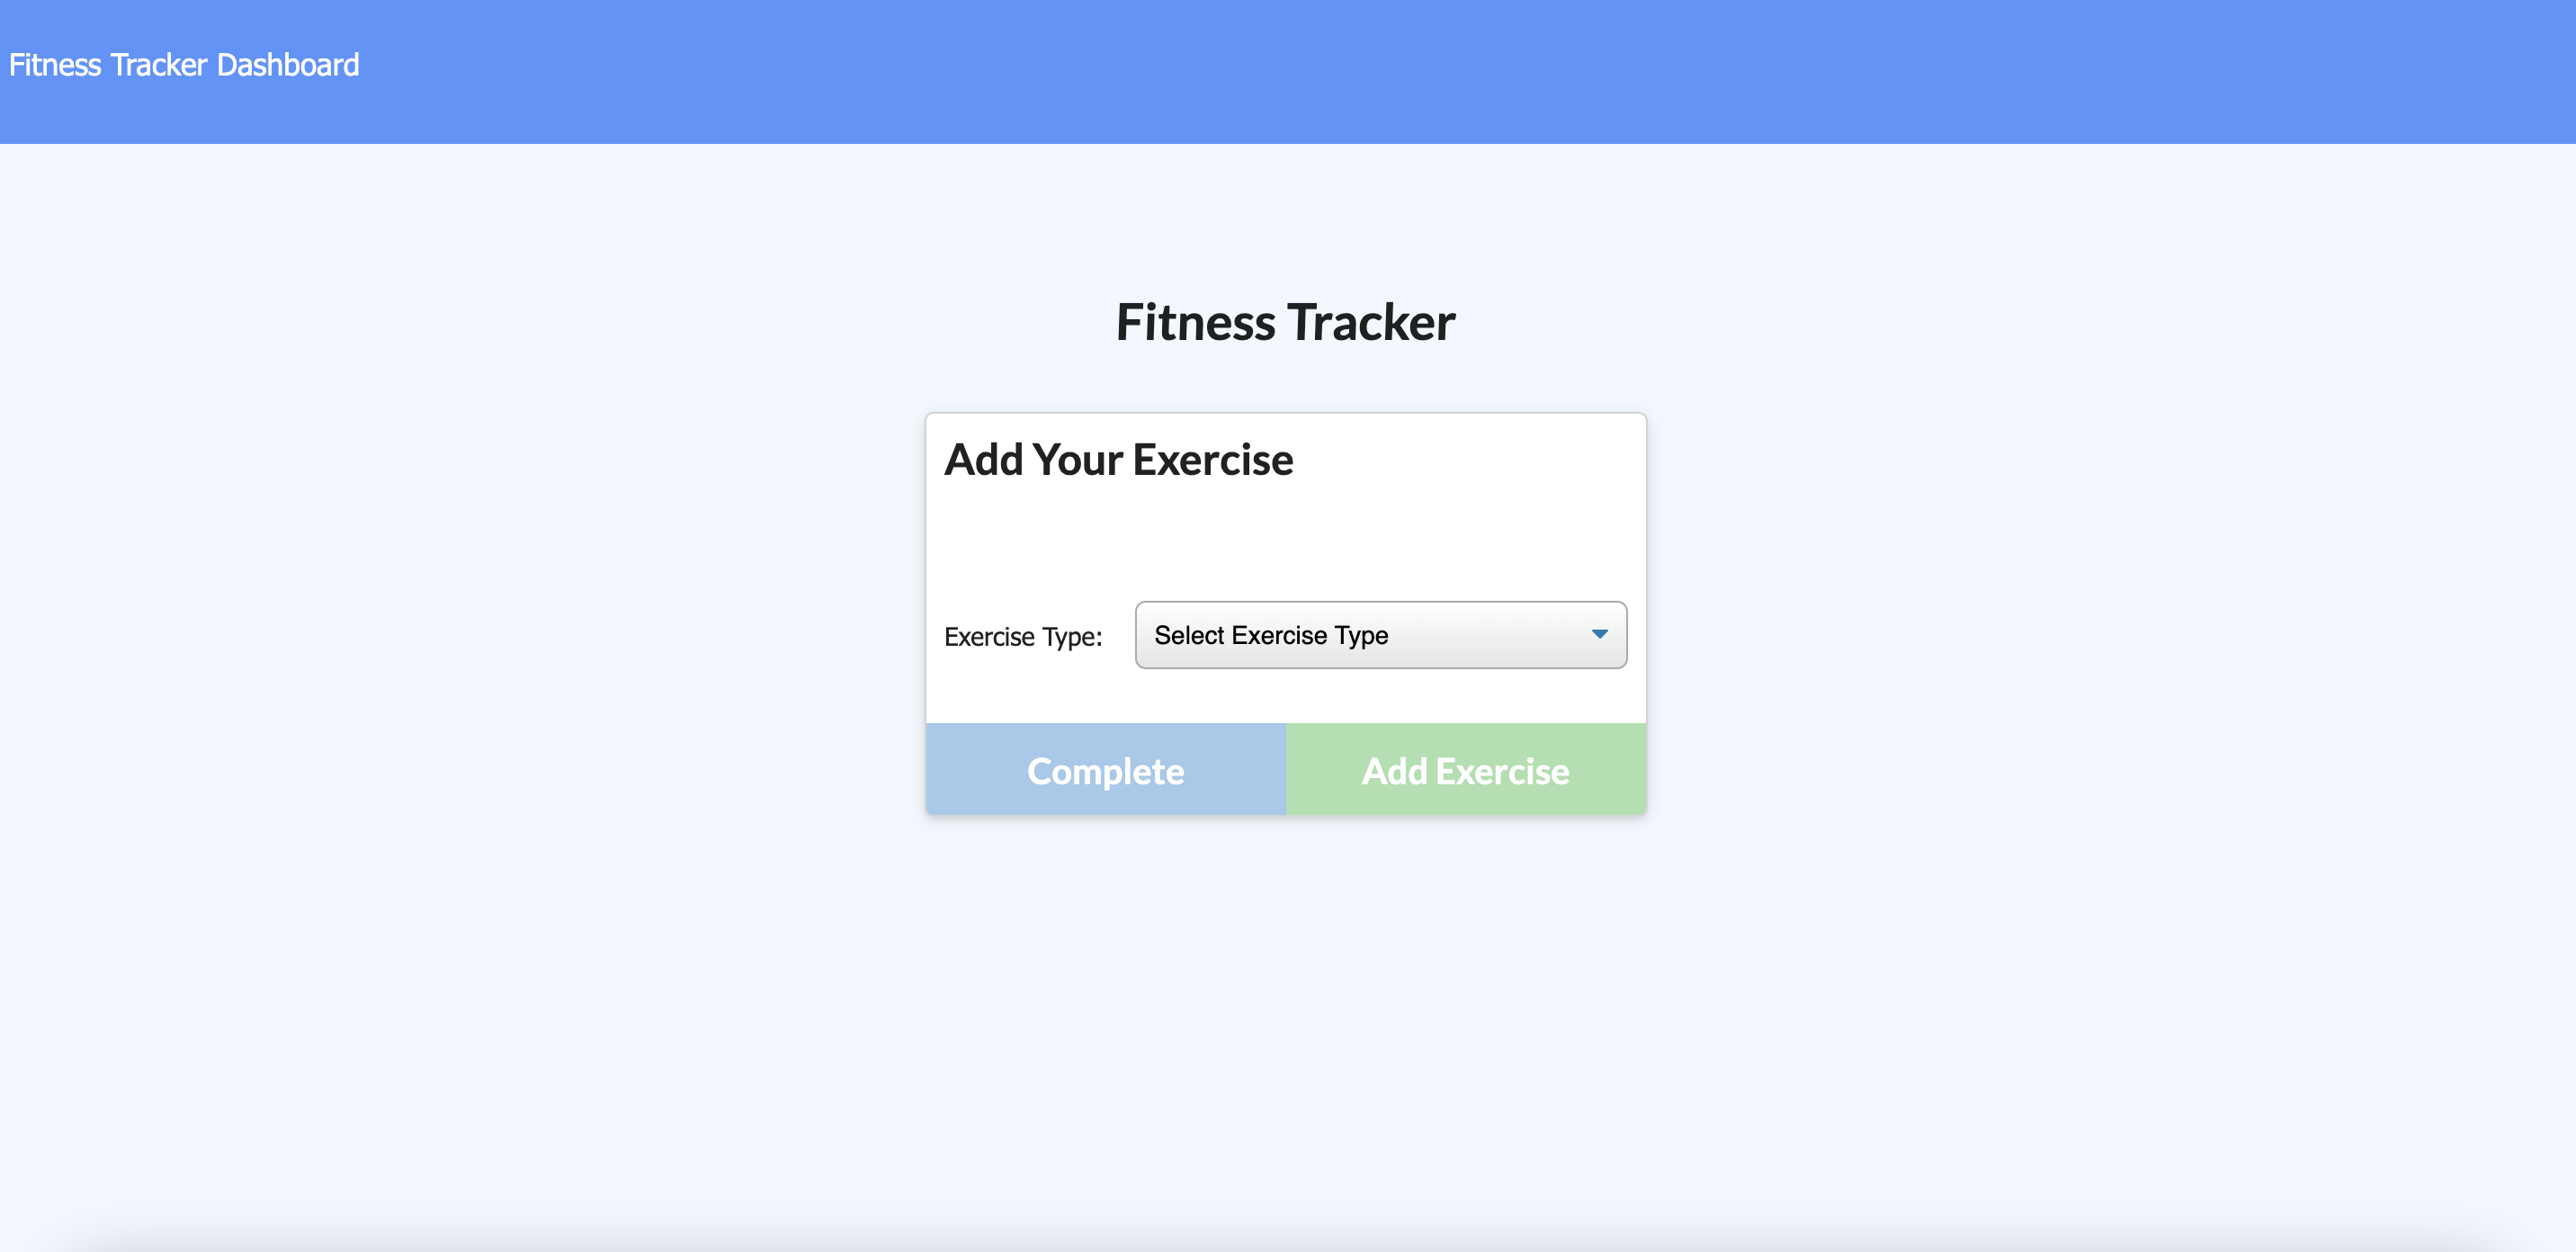 Fitness Tracker Dashboard
Fitness Tracker
Add Your Exercise
Exercise Type: Select Exercise Type
Complete Add Exercise